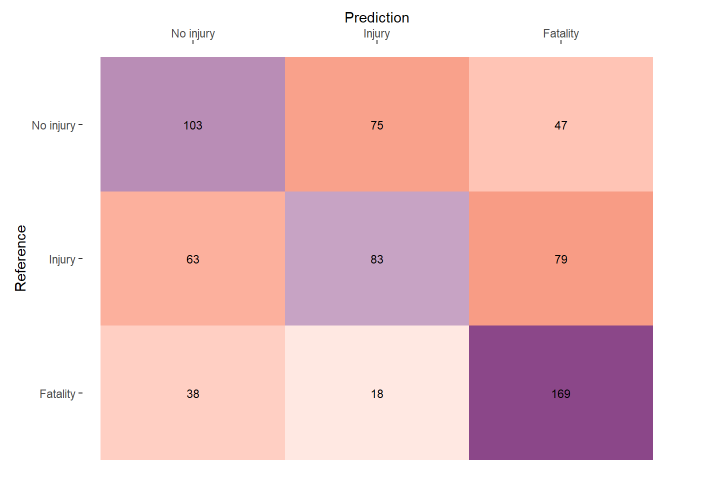 Prediction
No injury Injury Fatality
No injury 103 75 47
Reference
Injury 63 83 79
Fatality 38 18 169